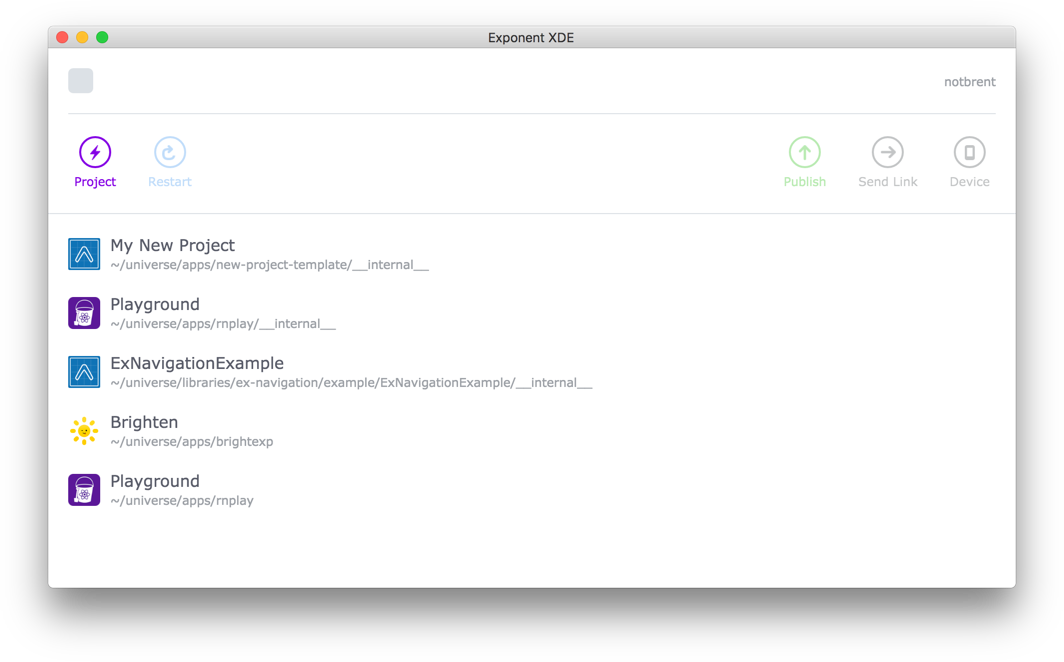 Exponent XDE
notbrent
Project
Restart
Publish
Send Link
Device
My New Project
~/universe/apps/new-project-template/__internal__
Playground
~/universe/apps/rnplay/__internal__
ExNavigationExample
~/universe/libraries/ex-navigation/example/ExNavigationExample/__internal__
Brighten
~/universe/apps/brightexp
Playground
~/universe/apps/rnplay